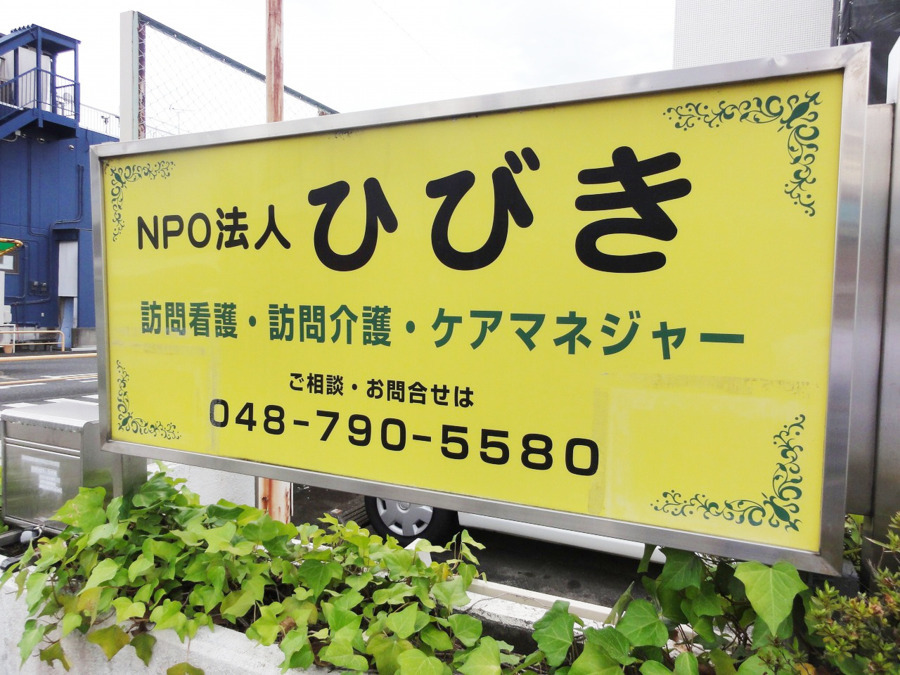 NPO法人 ひびき
訪問看護・訪問介護・ケアマネジャー
ご相談・お問合せは
048-790-5580